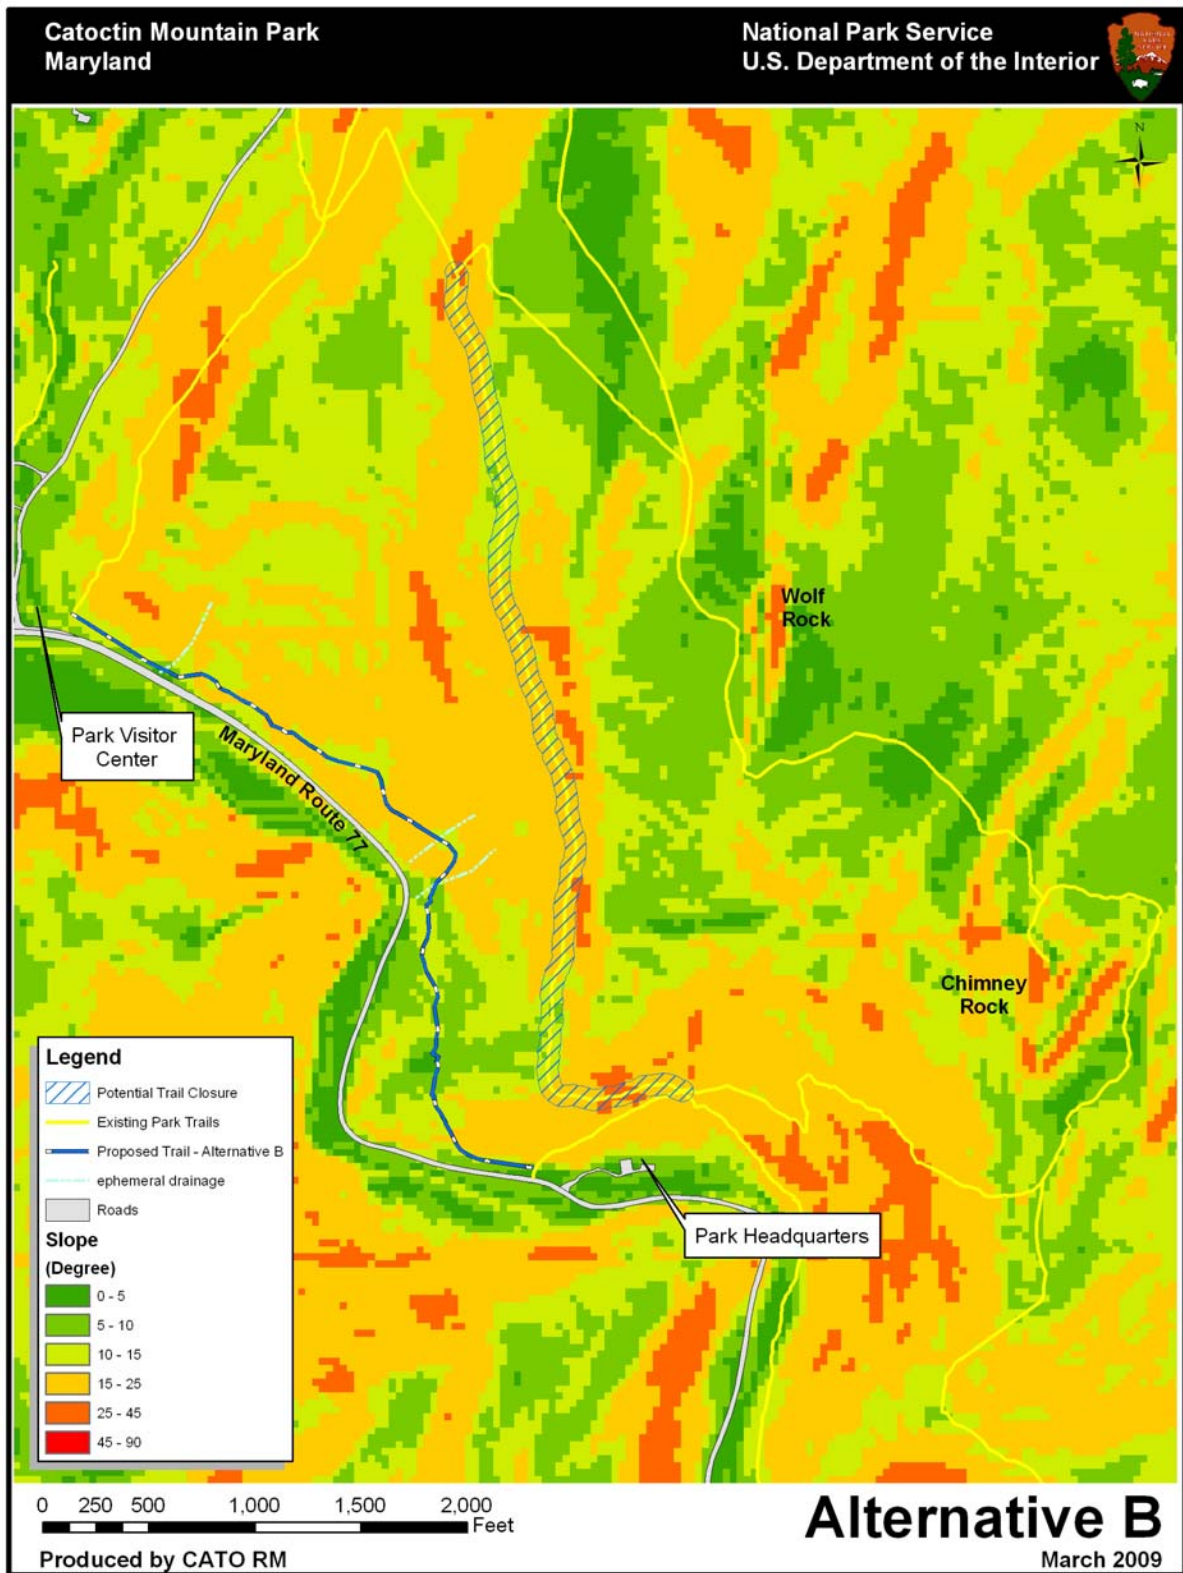 Catoctin Mountain Park
Maryland
National Park Service
U.S. Department of the Interior
N
Wolf
Rock
Park Visitor
Center
Maryland Route 77
Chimney
Rock
Legend
Potential Trail Closure
Existing Park Trails
Proposed Trail - Alternative B
ephemeral drainage
Roads
Slope
(Degree)
0 - 5
5 - 10
10 - 15
15 - 25
25 - 45
45 - 90
Park Headquarters
0 250 500 1,000 1,500 2,000
Feet
Produced by CATO RM
Alternative B
March 2009